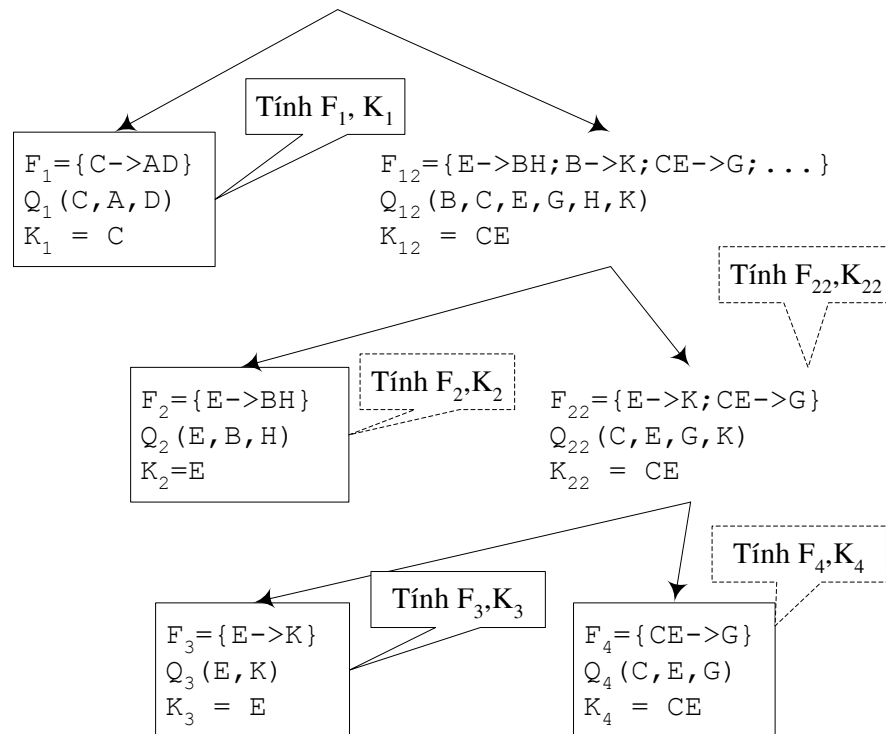 Tính F₁, K₁
F₁={C->AD}
Q₁(C,A,D)
K₁ = C
F₁₂={E->BH;B->K;CE->G;...}
Q₁₂(B,C,E,G,H,K)
K₁₂ = CE
Tính F₂₂,K₂₂
F₂={E->BH}
Q₂(E,B,H)
K₂=E
Tính F₂,K₂
F₂₂={E->K;CE->G}
Q₂₂(C,E,G,K)
K₂₂ = CE
Tính F₄,K₄
Tính F₃,K₃
F₃={E->K}
Q₃(E,K)
K₃ = E
F₄={CE->G}
Q₄(C,E,G)
K₄ = CE